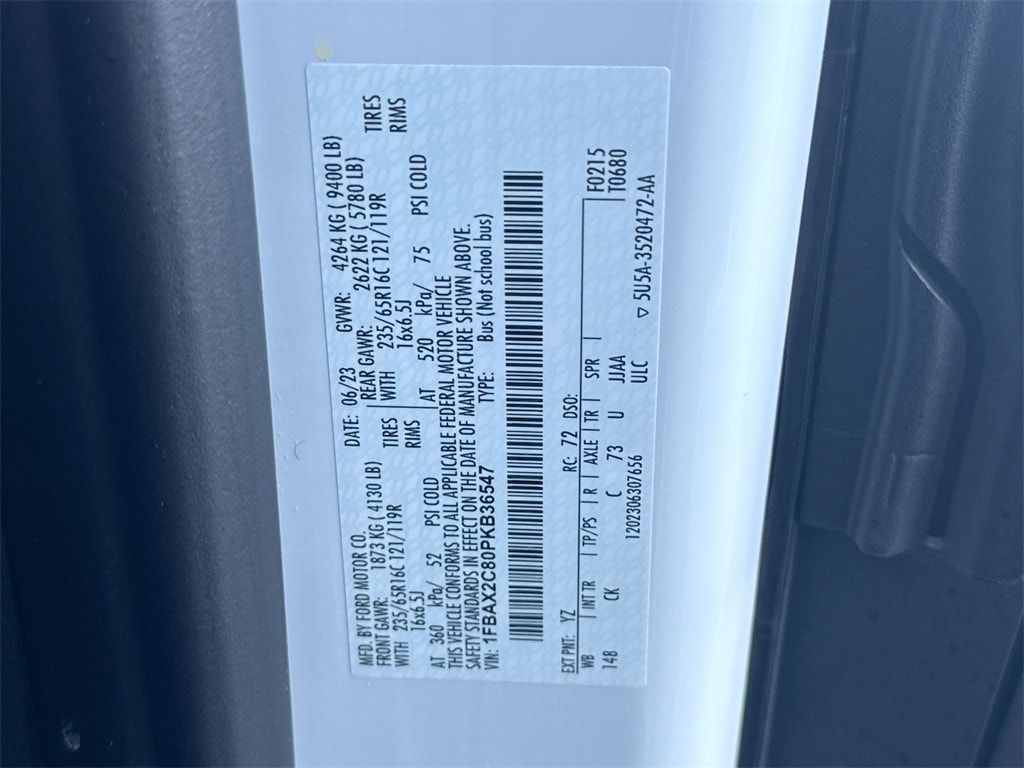 MFD. BY FORD MOTOR CO.
DATE: 06/23 GVWR: 4264 KG ( 9400 LB)
FRONT GAWR: 1873 KG ( 4130 LB)
REAR GAWR: 2622 KG ( 5780 LB)
WITH 235/65R16C 121/119R TIRES
WITH 235/65R16C 121/119R TIRES
16x6.5J RIMS
16x6.5J RIMS
AT 360 kPa/ 52 PSI COLD
AT 520 kPa/ 75 PSI COLD
THIS VEHICLE CONFORMS TO ALL APPLICABLE FEDERAL MOTOR VEHICLE
SAFETY STANDARDS IN EFFECT ON THE DATE OF MANUFACTURE SHOWN ABOVE.
VIN: 1FBAX2C80PKB36547 TYPE: Bus (Not school bus)
EXT PNT: YZ RC: 72 DSO: F0215
WB INT TR TP/PS R AXLE TR SPR T0680
148 CK C 73 U JJAA
1202306307656 ULC ▽ 5U5A-3520472-AA